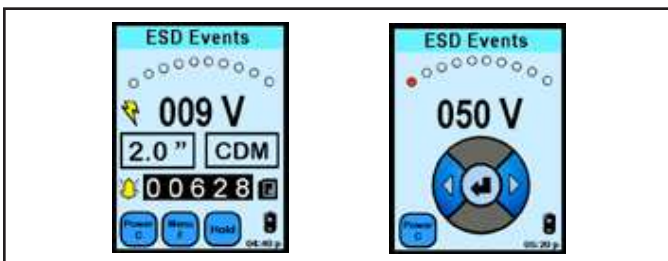 ESD Events
009 V
2.0 " CDM
00628
Power C Menu F Hold
04:40 p
ESD Events
050 V
Power C
05:20 p